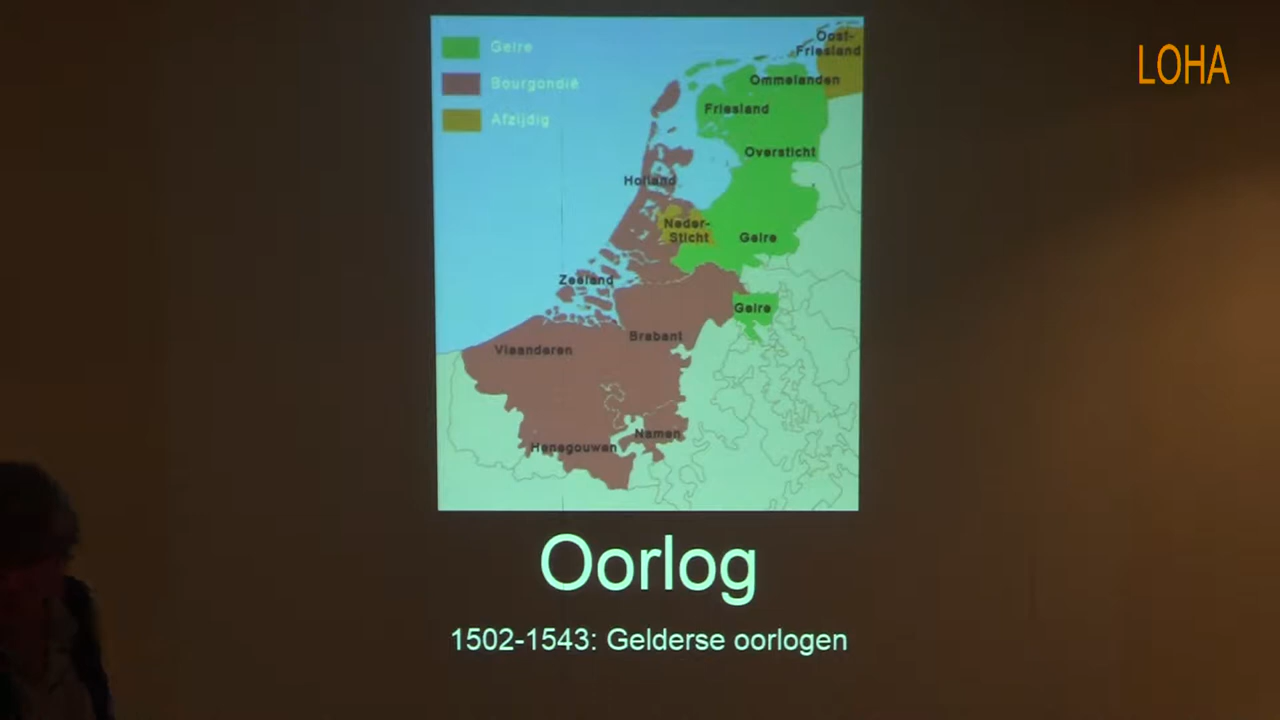 LOHA
Gelre
Bourgondië
Afzijdig
Oost-
Friesland
Ommelanden
Friesland
Oversticht
Holland
Neder-
Sticht
Gelre
Zeeland
Gelre
Brabant
Vlaanderen
Namen
Henegouwen
Oorlog
1502-1543: Gelderse oorlogen